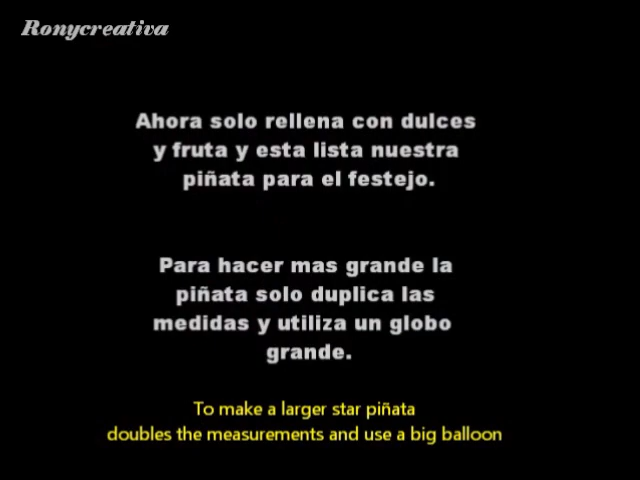 Ronycreativa
Ahora solo rellena con dulces
y fruta y esta lista nuestra
piñata para el festejo.
Para hacer mas grande la
piñata solo duplica las
medidas y utiliza un globo
grande.
To make a larger star piñata
doubles the measurements and use a big balloon